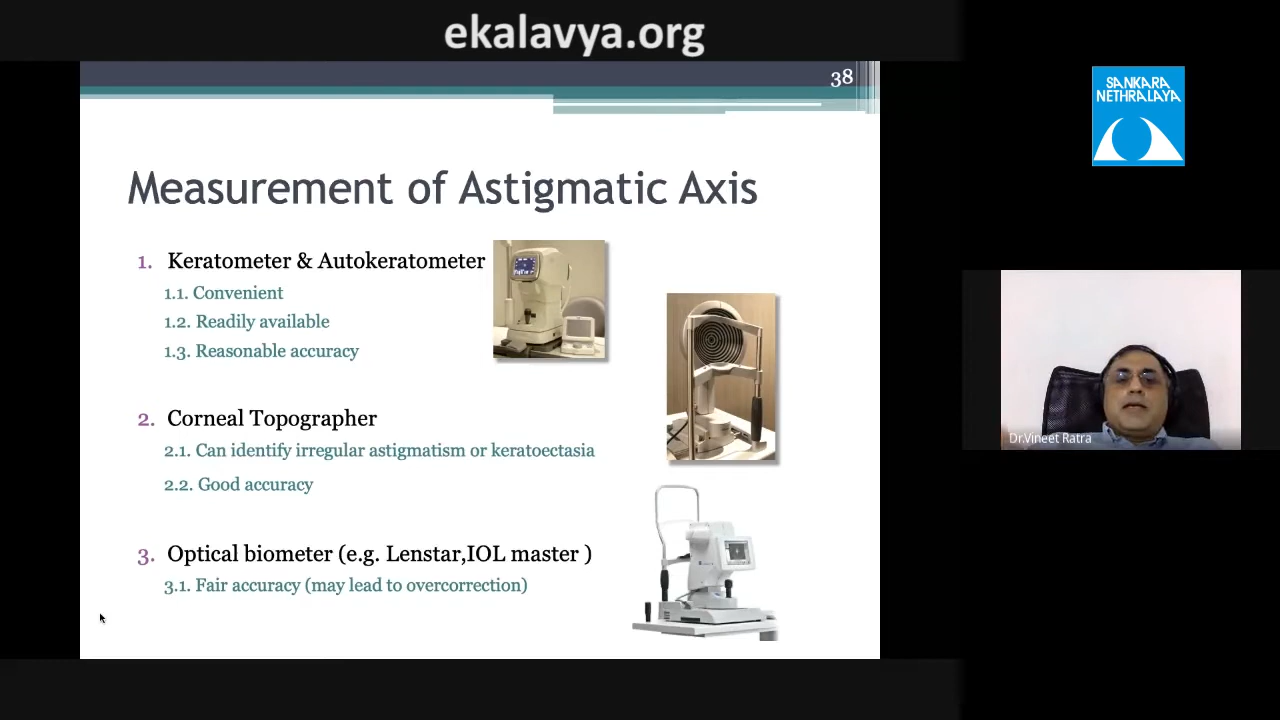 ekalavya.org
38
SANKARA
NETHRALAYA
Measurement of Astigmatic Axis
1. Keratometer & Autokeratometer
1.1. Convenient
1.2. Readily available
1.3. Reasonable accuracy
2. Corneal Topographer
2.1. Can identify irregular astigmatism or keratoectasia
2.2. Good accuracy
3. Optical biometer (e.g. Lenstar,IOL master )
3.1. Fair accuracy (may lead to overcorrection)
Dr.Vineet Ratra